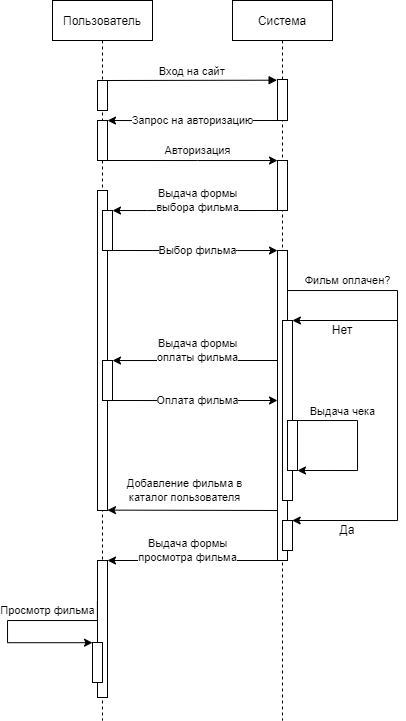 Пользователь
Система
Вход на сайт
Запрос на авторизацию
Авторизация
Выдача формы
выбора фильма
Выбор фильма
Фильм оплачен?
Нет
Выдача формы
оплаты фильма
Оплата фильма
Выдача чека
Добавление фильма в
каталог пользователя
Да
Выдача формы
просмотра фильма
Просмотр фильма